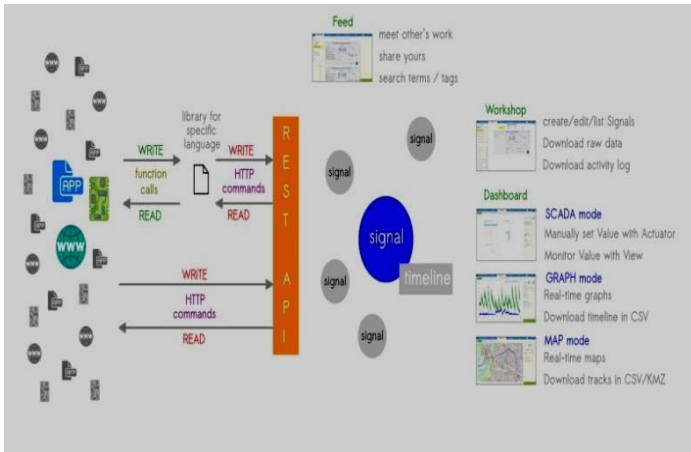 Feed
meet other's work
share yours
search terms / tags
library for
specific
language
WRITE
function
calls
READ
WRITE
HTTP
commands
READ
WRITE
HTTP
commands
READ
REST API
APP
www
signal
signal
signal
timeline
signal
signal
Workshop
create/edit/list Signals
Download raw data
Download activity log
Dashboard
SCADA mode
Manually set Value with Actuator
Monitor Value with View
GRAPH mode
Real-time graphs
Download timeline in CSV
MAP mode
Real-time maps
Download tracks in CSV/KMZ